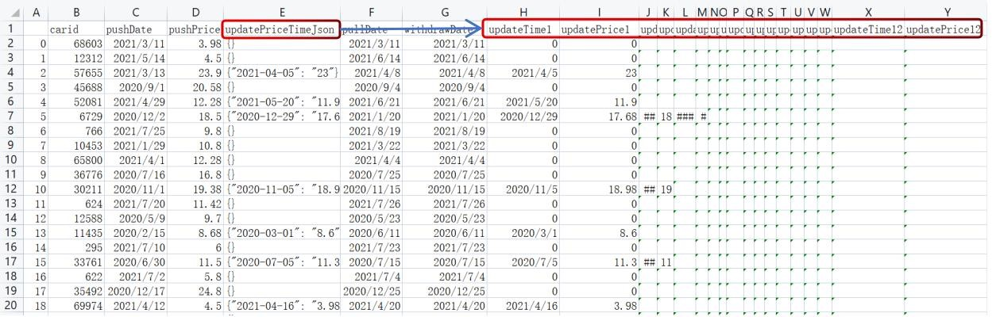 A B C D E F G H I J K L M N O P Q R S T U V W X Y
1 carid pushDate pushPrice updatePriceTimeJson pullDate withdrawDate updateTime1 updatePrice1 upd upd upda up up up up up up up up up up up updateTime12 updatePrice12
2 0 68603 2021/3/11 3.98 {} 2021/3/11 2021/3/11 0 0
3 1 12312 2021/5/14 4.5 {} 2021/6/14 2021/6/14 0 0
4 2 57655 2021/3/13 23.9 {"2021-04-05": "23"} 2021/4/8 2021/4/8 2021/4/5 23
5 3 45688 2020/9/1 20.58 {} 2020/9/4 2020/9/4 0 0
6 4 52081 2021/4/29 12.28 {"2021-05-20": "11.9 2021/6/21 2021/6/21 2021/5/20 11.9
7 5 6729 2020/12/2 18.5 {"2020-12-29": "17.6 2021/1/20 2021/1/20 2020/12/29 17.68 ## 18 ### #
8 6 766 2021/7/25 9.8 {} 2021/8/19 2021/8/19 0 0
9 7 10453 2021/1/29 10.8 {} 2021/3/22 2021/3/22 0 0
10 8 65800 2021/4/1 12.28 {} 2021/4/4 2021/4/4 0 0
11 9 36776 2020/7/16 16.8 {} 2020/7/25 2020/7/25 0 0
12 10 30211 2020/11/1 19.38 {"2020-11-05": "18.9 2020/11/15 2020/11/15 2020/11/5 18.98 ## 19
13 11 624 2021/7/20 11.42 {} 2021/7/26 2021/7/26 0 0
14 12 12588 2020/5/9 9.7 {} 2020/5/23 2020/5/23 0 0
15 13 11435 2020/2/15 8.68 {"2020-03-01": "8.6" 2020/6/11 2020/6/11 2020/3/1 8.6
16 14 295 2021/7/10 6 {} 2021/7/23 2021/7/23 0 0
17 15 33761 2020/6/30 11.5 {"2020-07-05": "11.3 2020/7/15 2020/7/15 2020/7/5 11.3 ## 11
18 16 622 2021/7/2 5.8 {} 2021/7/4 2021/7/4 0 0
19 17 35492 2020/12/17 24.8 {} 2020/12/25 2020/12/25 0 0
20 18 69974 2021/4/12 4.5 {"2021-04-16": "3.98 2021/4/20 2021/4/20 2021/4/16 3.98